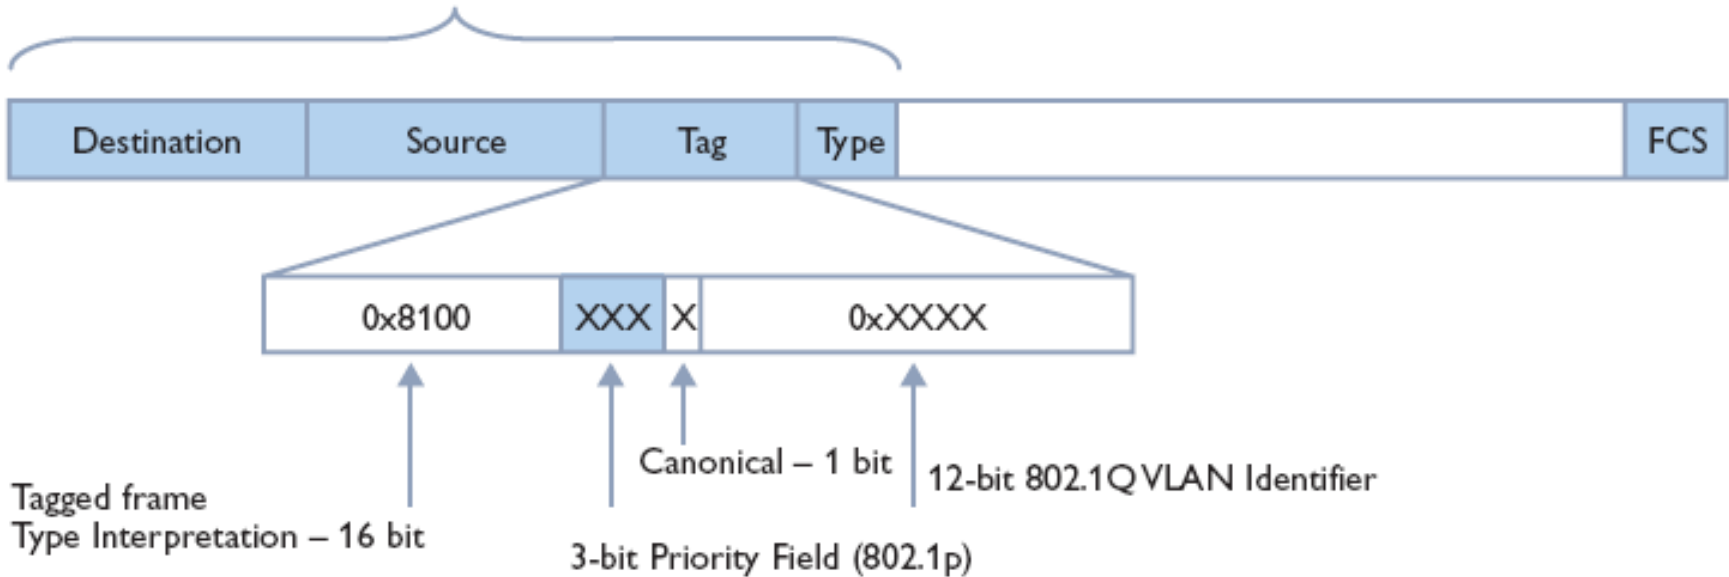 Destination Source Tag Type FCS
0x8100 XXX X 0xXXXX
Canonical – 1 bit
12-bit 802.1Q VLAN Identifier
Tagged frame
Type Interpretation – 16 bit
3-bit Priority Field (802.1p)